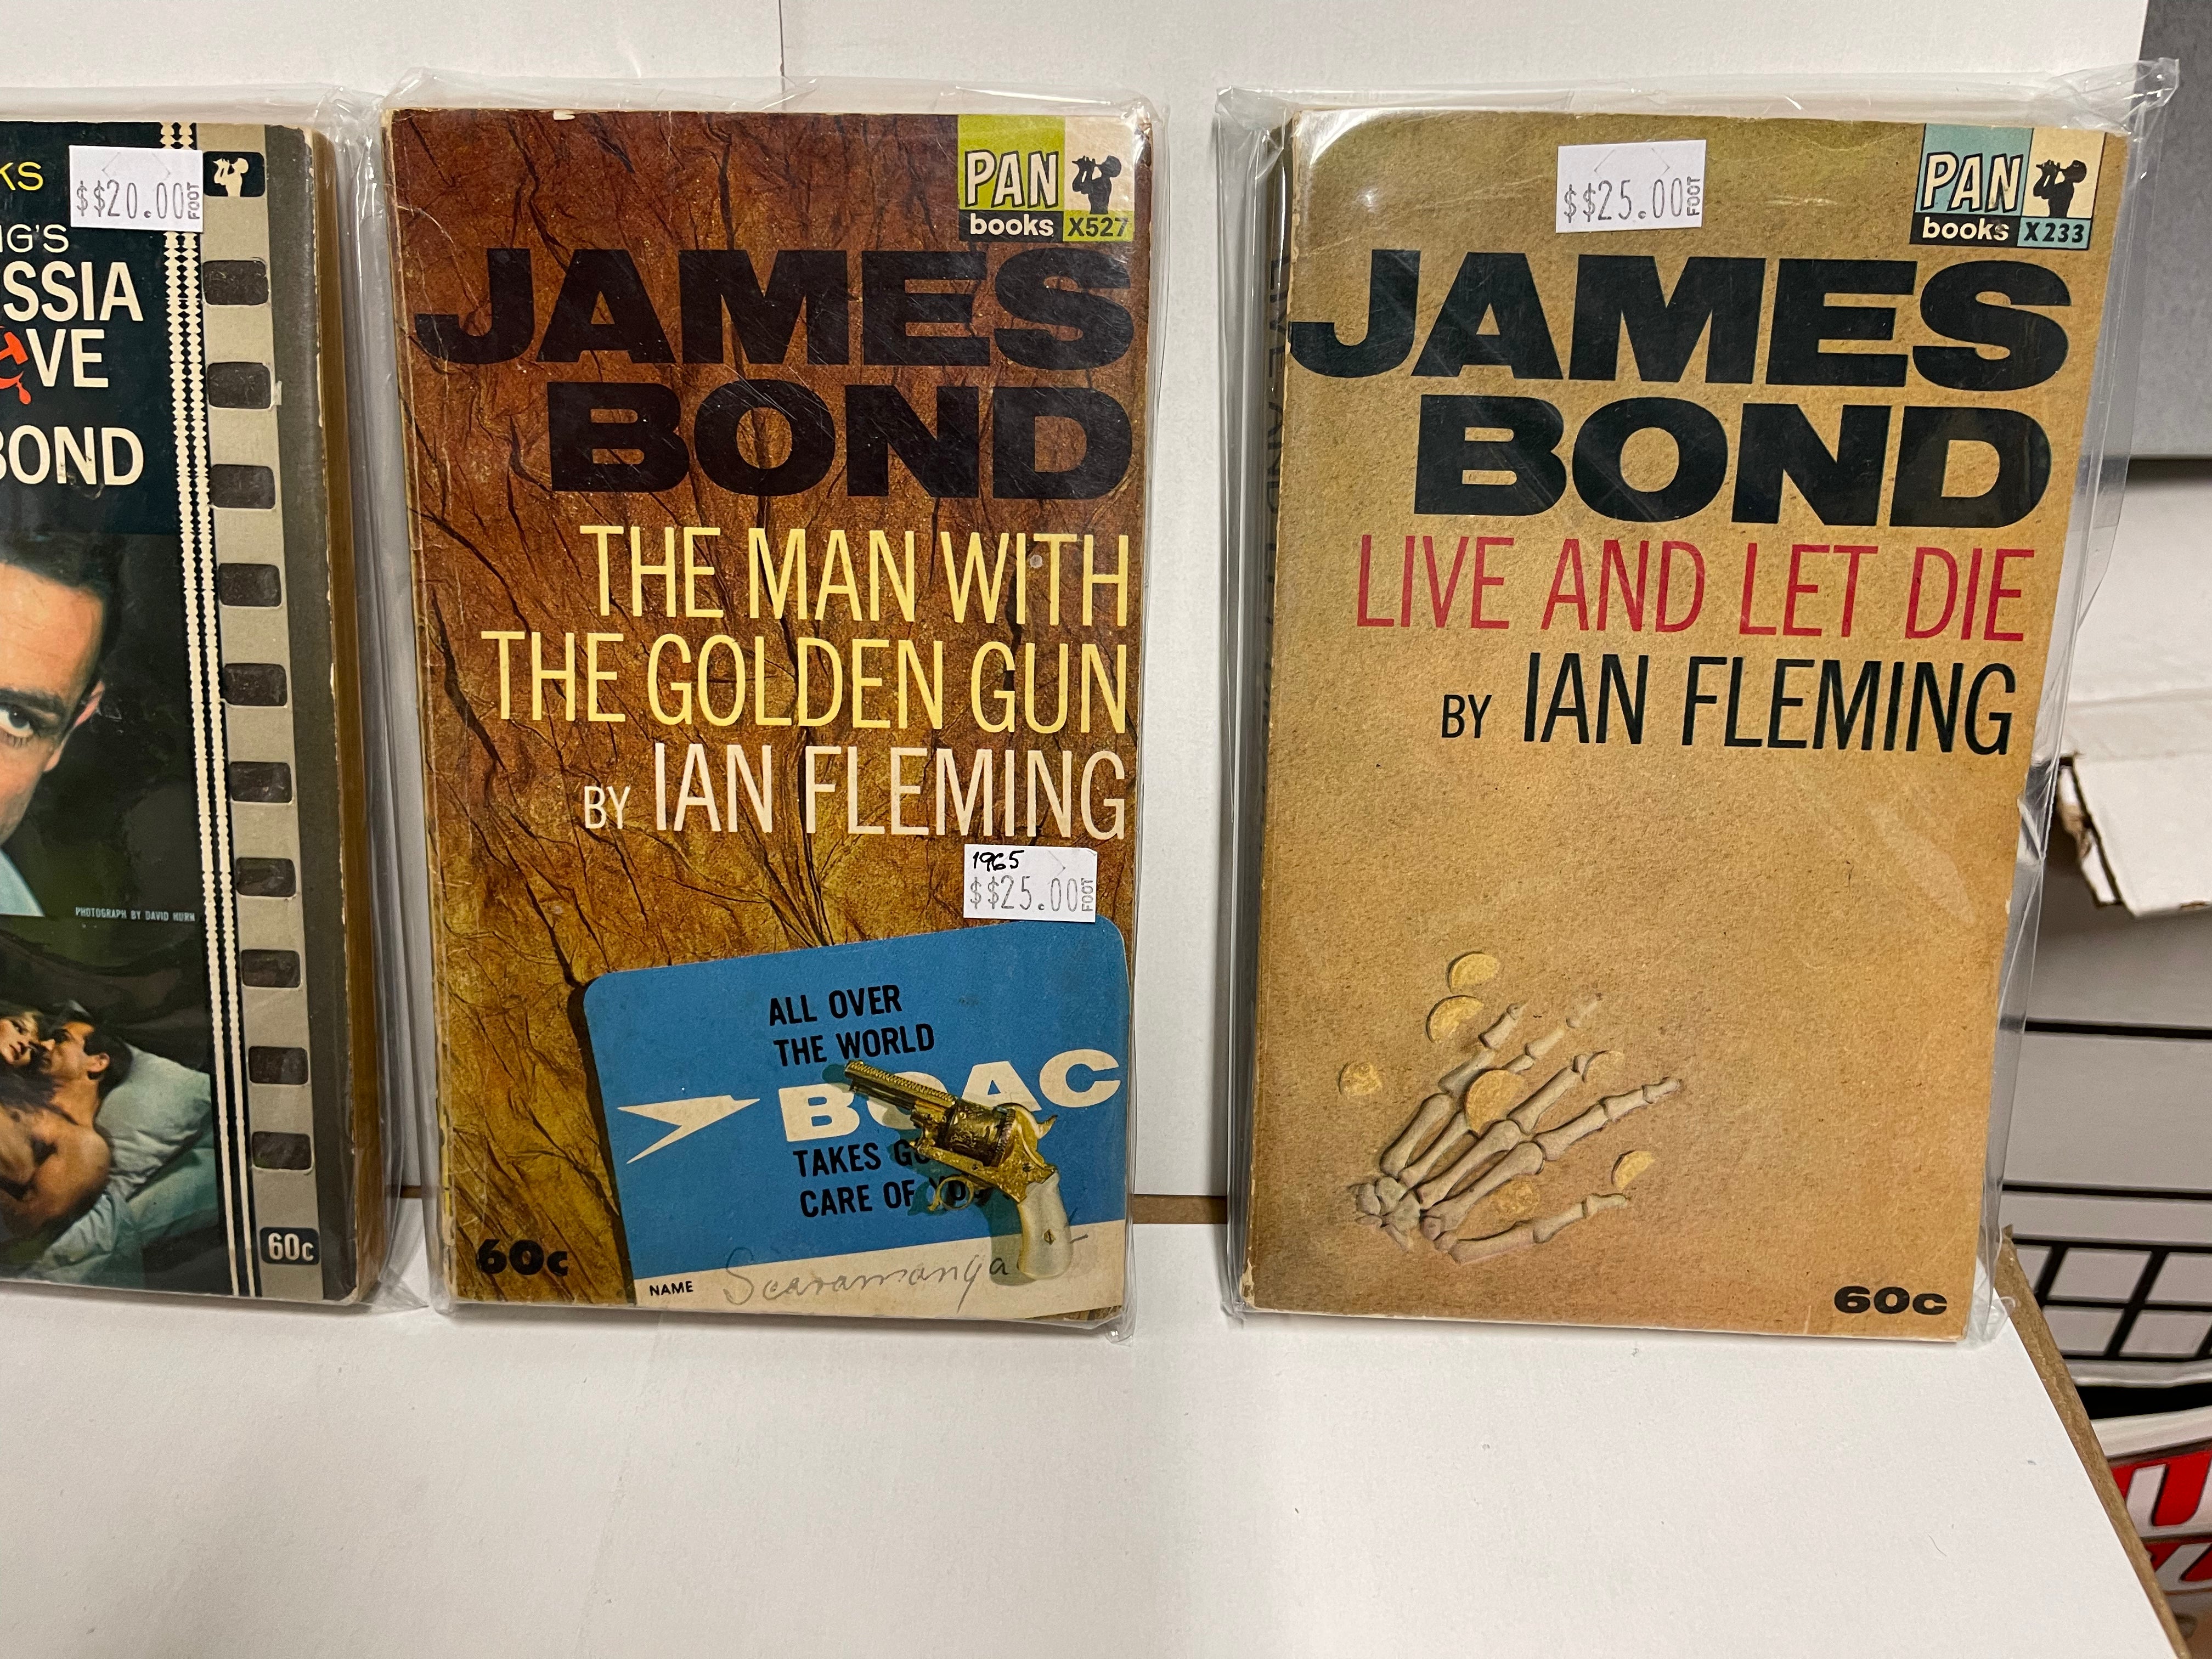 KS
$$20.00 FOOT
G'S
SSIA
VE
BOND
PHOTOGRAPH BY DAVID HURN
60c
PAN
books X527
JAMES
BOND
THE MAN WITH
THE GOLDEN GUN
BY IAN FLEMING
1965
$$25.00 FOOT
ALL OVER
THE WORLD
BOAC
TAKES
CARE OF
60c
NAME Scaramanga
$$25.00 FOOT
PAN
books X233
JAMES
BOND
LIVE AND LET DIE
BY IAN FLEMING
60c